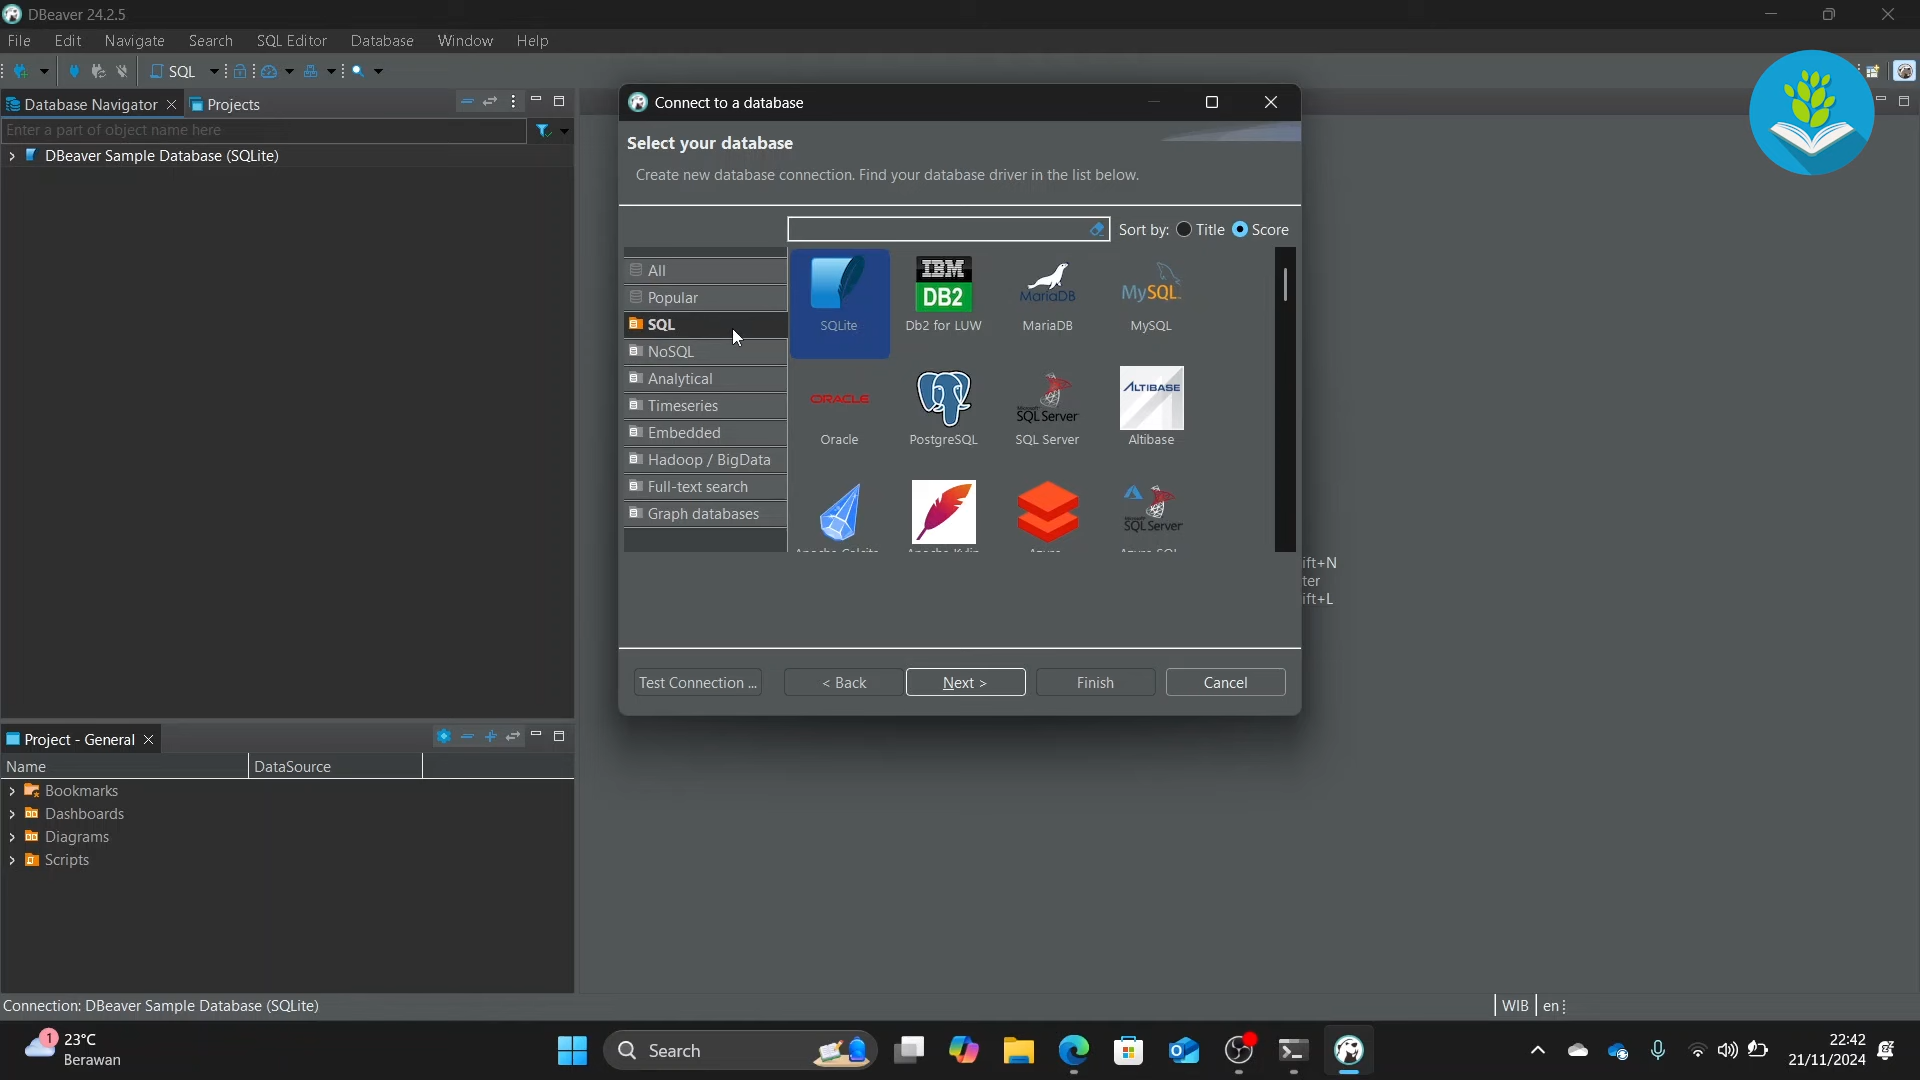 DBeaver 24.2.5
File Edit Navigate Search SQL Editor Database Window Help
SQL
Database Navigator Projects
Enter a part of object name here
DBeaver Sample Database (SQLite)
Connect to a database
Select your database
Create new database connection. Find your database driver in the list below.
Sort by: Title Score
All
Popular
SQL
NoSQL
Analytical
Timeseries
Embedded
Hadoop / BigData
Full-text search
Graph databases
IBM
DB2
MariaDB
MySQL
SQLite Db2 for LUW MariaDB MySQL
ORACLE
SQL Server
ALTIBASE
Oracle PostgreSQL SQL Server Altibase
SQL Server
ift+N
ter
ift+L
Test Connection ... < Back Next > Finish Cancel
Project - General
Name DataSource
Bookmarks
Dashboards
Diagrams
Scripts
Connection: DBeaver Sample Database (SQLite)
WIB en
1 23°C
Berawan
Search
22:42
21/11/2024